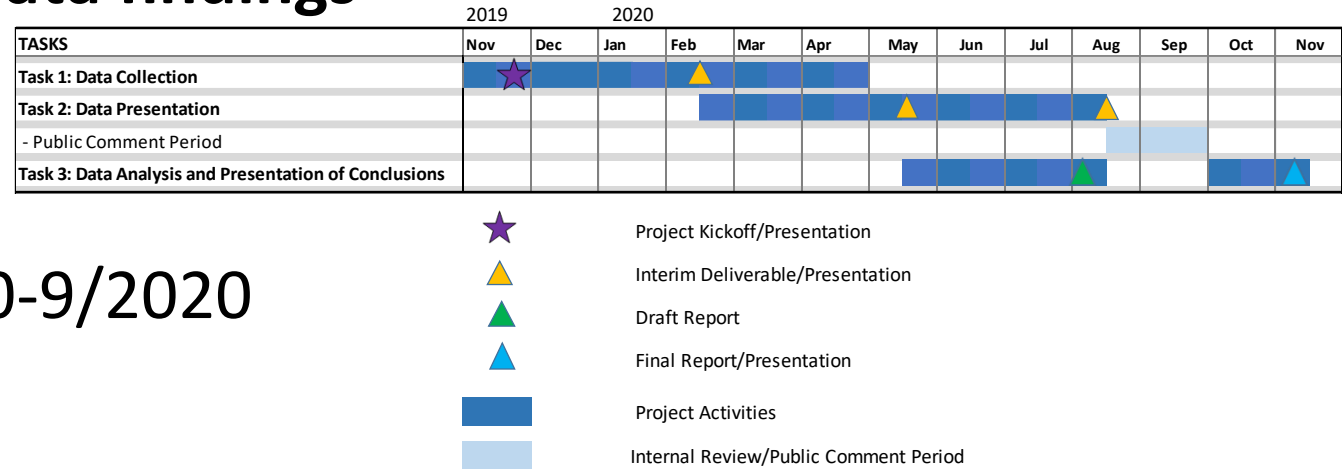 data findings
2019 2020
TASKS Nov Dec Jan Feb Mar Apr May Jun Jul Aug Sep Oct Nov
Task 1: Data Collection
Task 2: Data Presentation
- Public Comment Period
Task 3: Data Analysis and Presentation of Conclusions
Project Kickoff/Presentation
Interim Deliverable/Presentation
0-9/2020
Draft Report
Final Report/Presentation
Project Activities
Internal Review/Public Comment Period